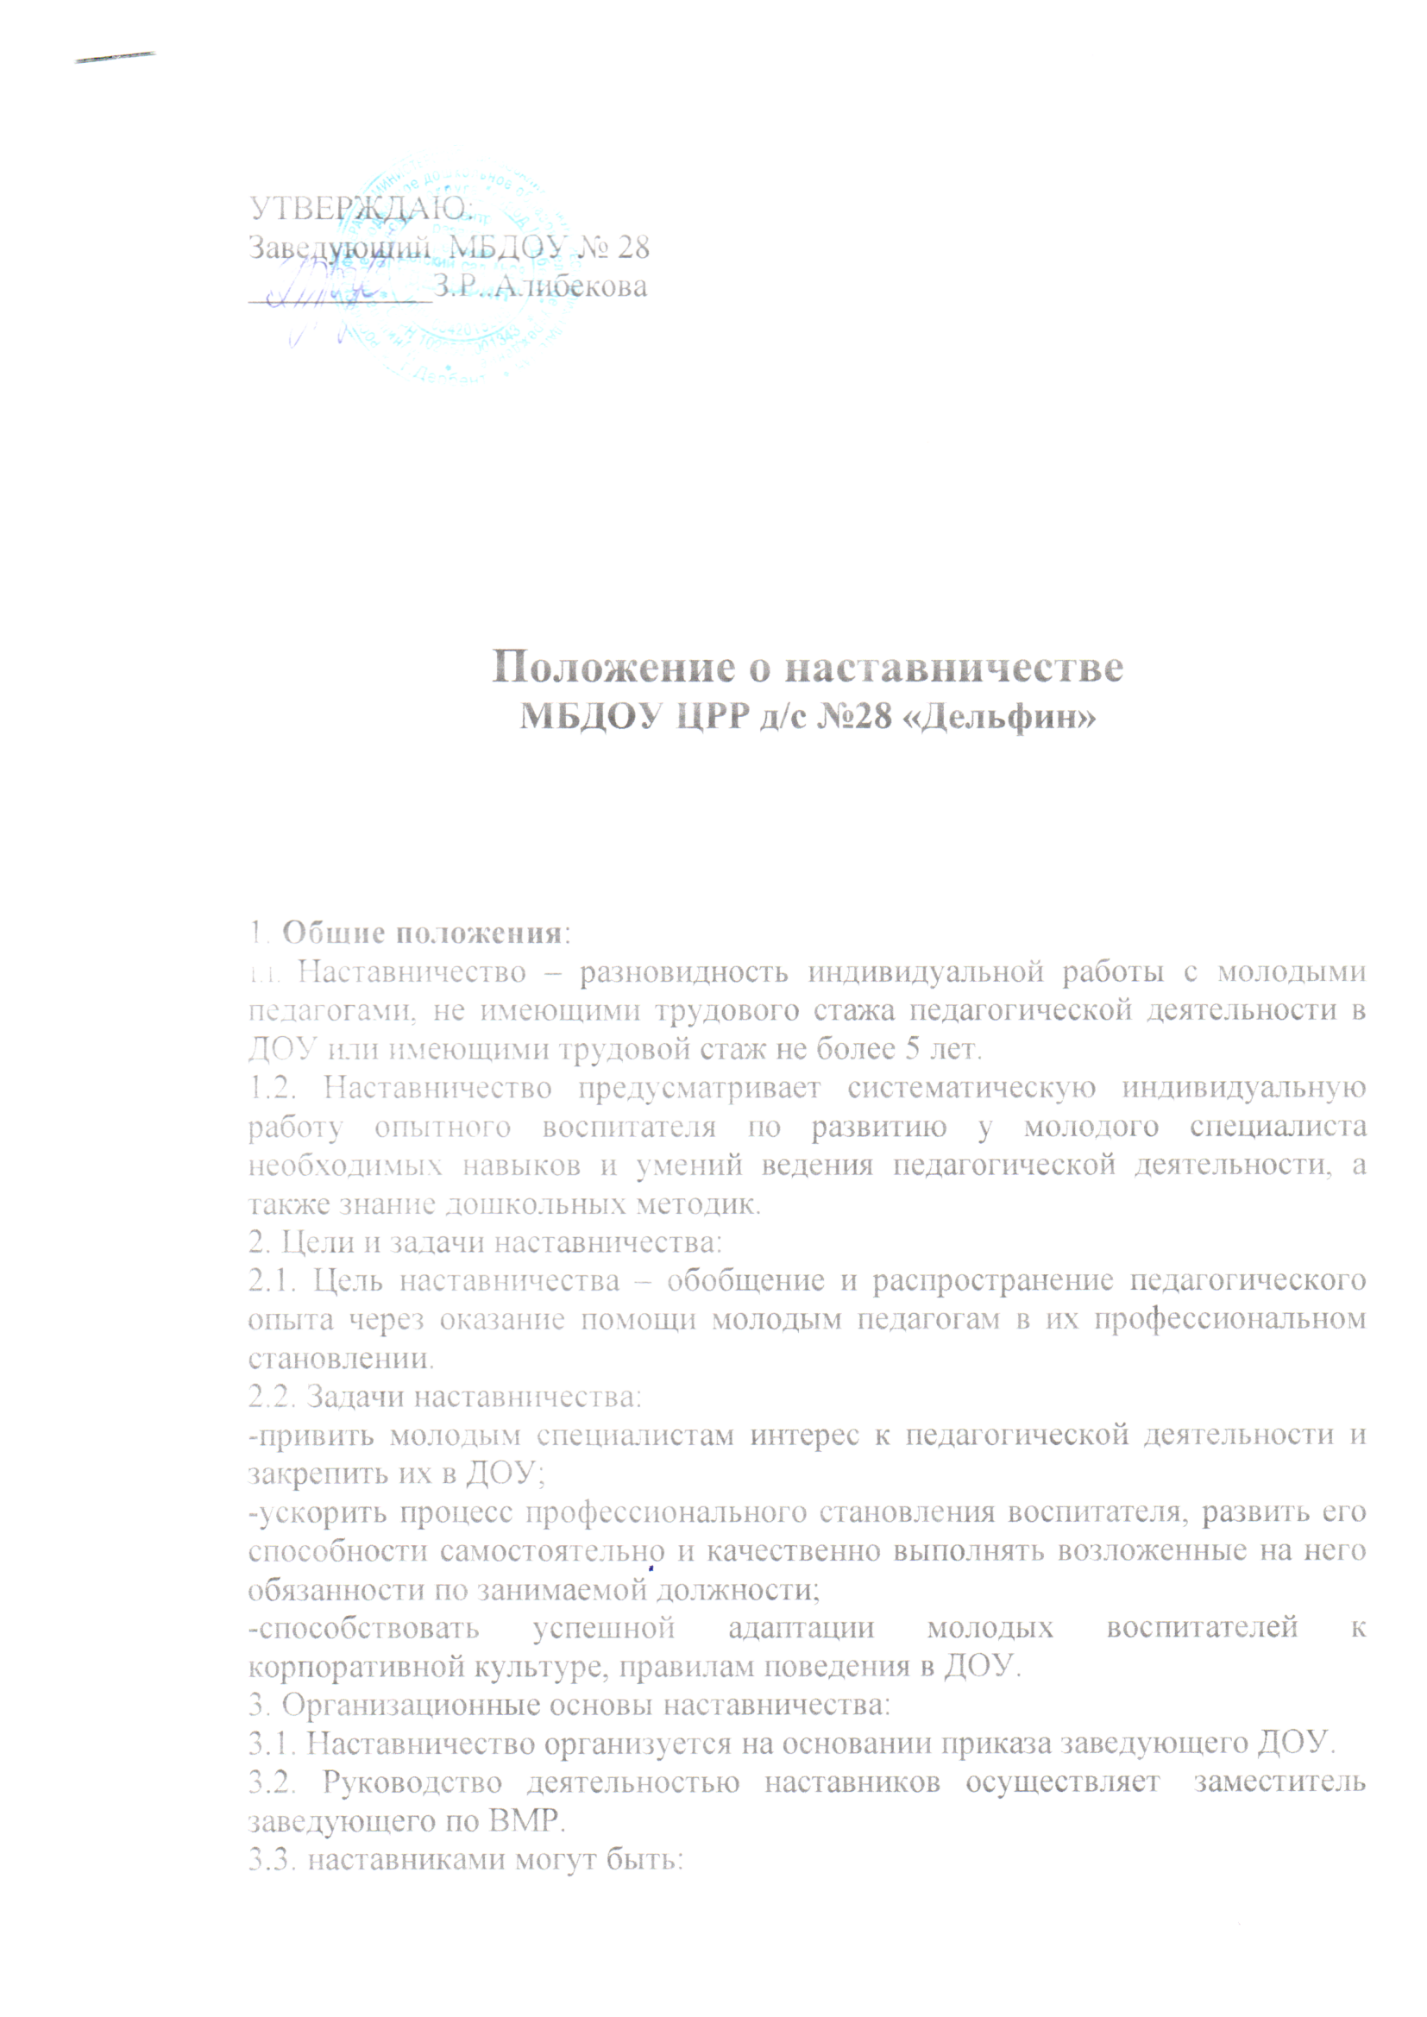 УТВЕРЖДАЮ:
Заведующий МБДОУ № 28
____________З.Р..Алибекова
Положение о наставничестве
МБДОУ ЦРР д/с №28 «Дельфин»
1. Общие положения:
1.1. Наставничество – разновидность индивидуальной работы с молодыми
педагогами, не имеющими трудового стажа педагогической деятельности в
ДОУ или имеющими трудовой стаж не более 5 лет.
1.2. Наставничество предусматривает систематическую индивидуальную
работу опытного воспитателя по развитию у молодого специалиста
необходимых навыков и умений ведения педагогической деятельности, а
также знание дошкольных методик.
2. Цели и задачи наставничества:
2.1. Цель наставничества – обобщение и распространение педагогического
опыта через оказание помощи молодым педагогам в их профессиональном
становлении.
2.2. Задачи наставничества:
-привить молодым специалистам интерес к педагогической деятельности и
закрепить их в ДОУ;
-ускорить процесс профессионального становления воспитателя, развить его
способности самостоятельно и качественно выполнять возложенные на него
обязанности по занимаемой должности;
-способствовать успешной адаптации молодых воспитателей к
корпоративной культуре, правилам поведения в ДОУ.
3. Организационные основы наставничества:
3.1. Наставничество организуется на основании приказа заведующего ДОУ.
3.2. Руководство деятельностью наставников осуществляет заместитель
заведующего по ВМР.
3.3. наставниками могут быть: